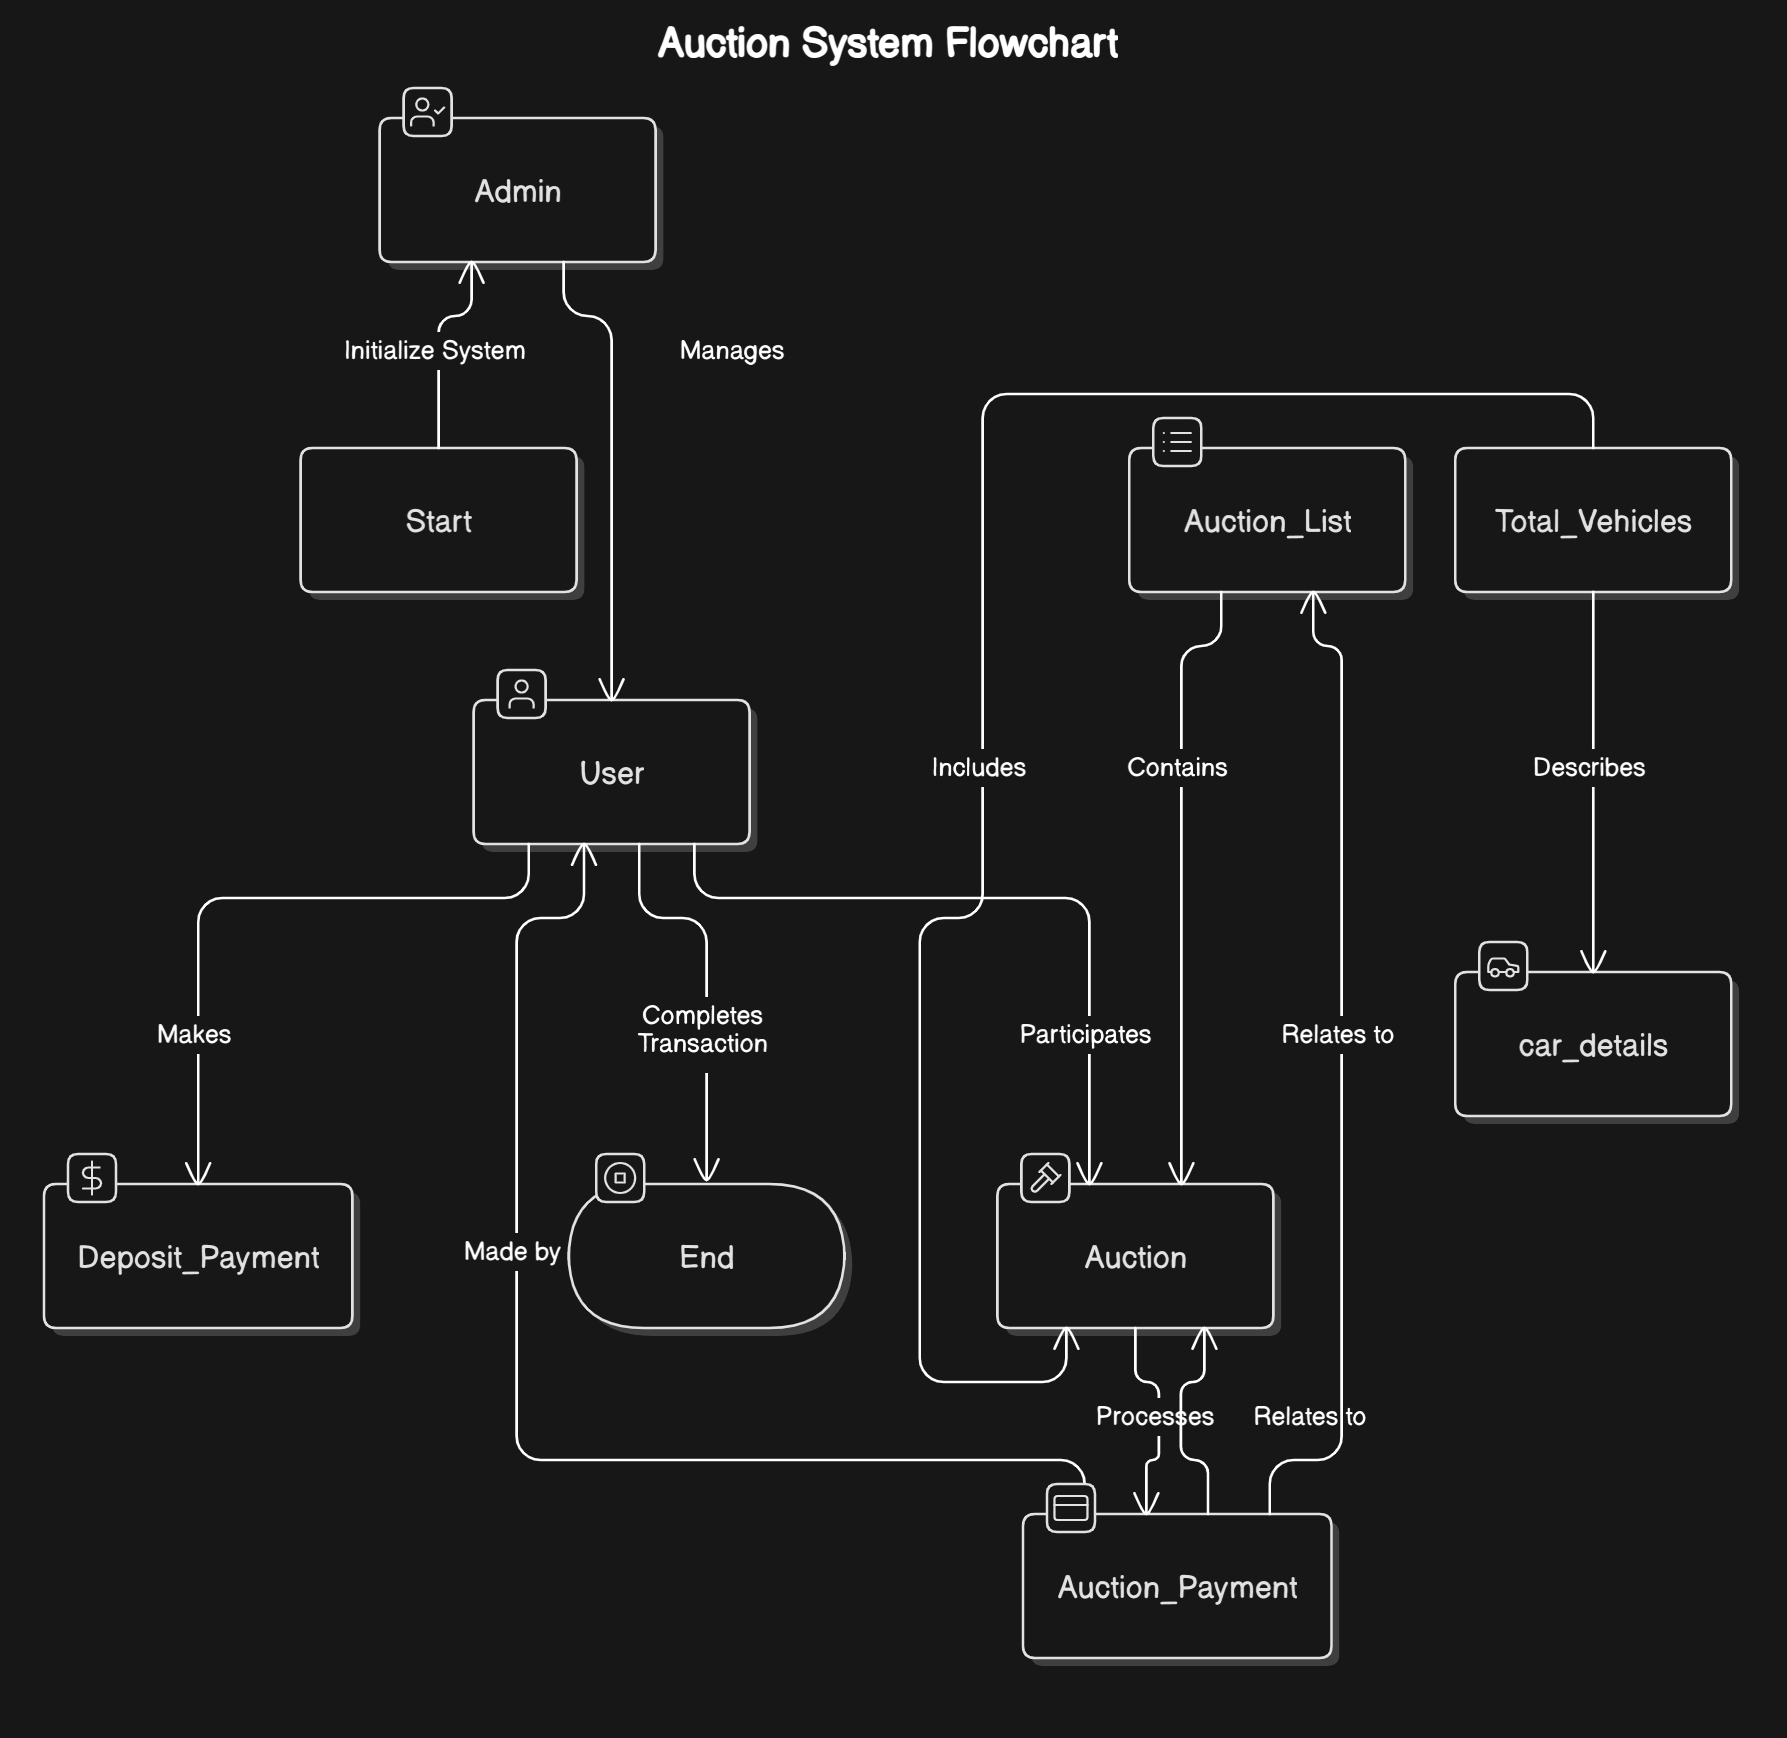 Auction System Flowchart
Admin
Initialize System
Manages
Start
Auction_List
Total_Vehicles
User
Includes
Contains
Describes
Makes
Completes
Transaction
Participates
Relates to
car_details
$
Deposit_Payment
Made by
End
Auction
Processes
Relates to
Auction_Payment